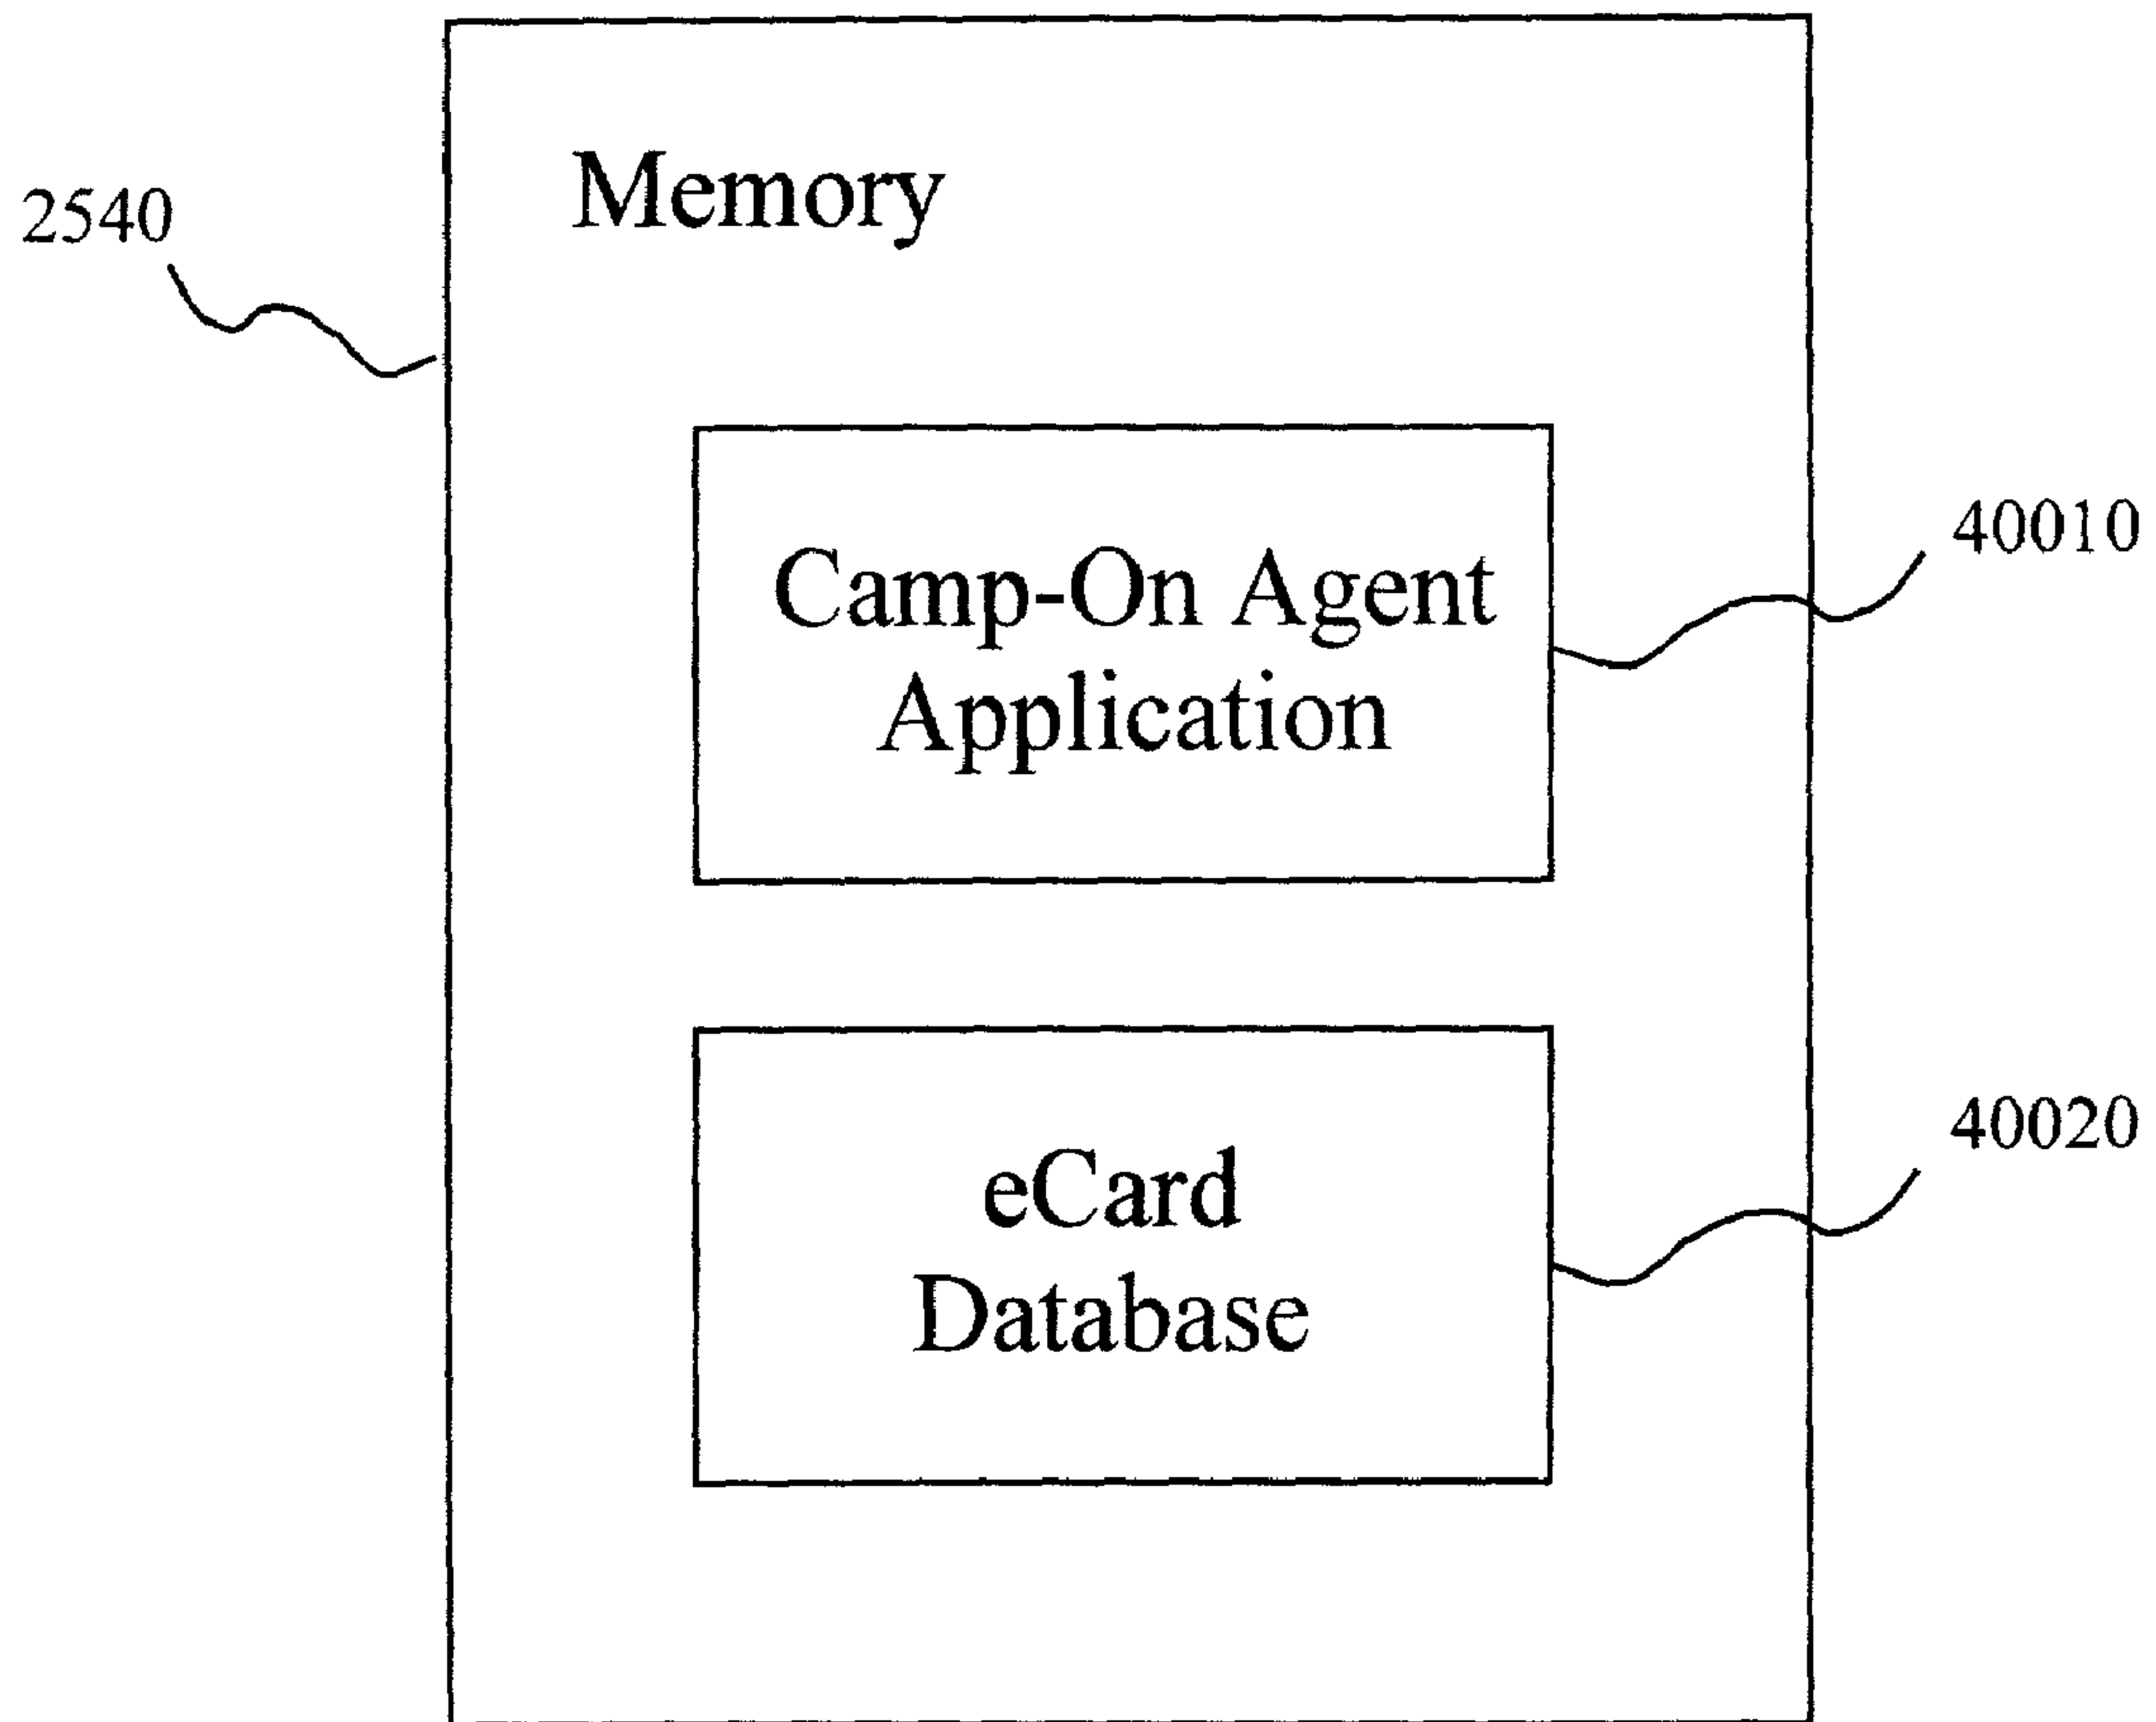 Memory
2540
40010
Camp-On Agent
Application
40020
eCard
Database